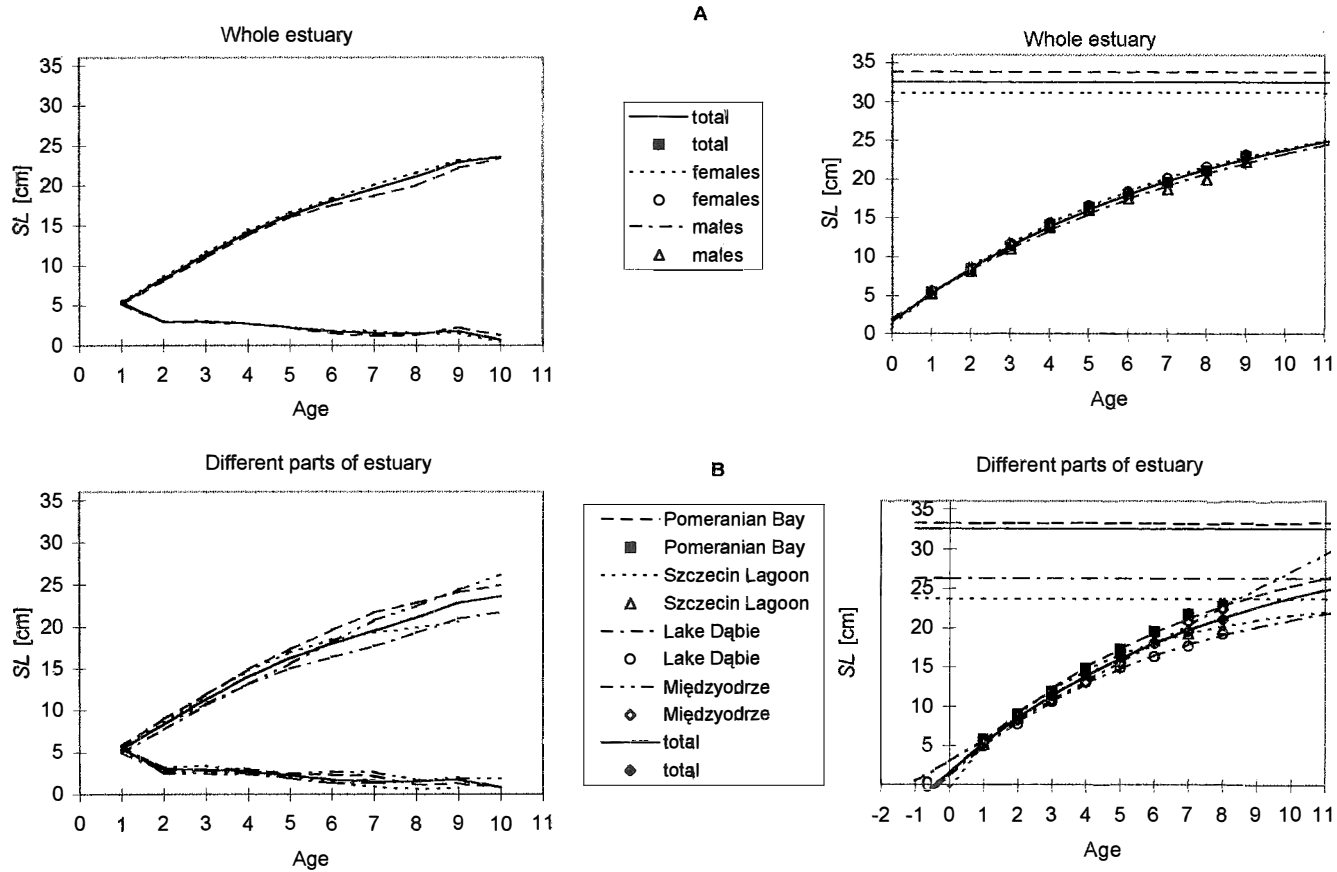 A
Whole estuary
35
30
25
20
15
10
5
0
SL [cm]
0 1 2 3 4 5 6 7 8 9 10 11
Age
total
total
females
females
males
males
Whole estuary
35
30
25
20
15
10
5
0
SL [cm]
0 1 2 3 4 5 6 7 8 9 10 11
Age
Different parts of estuary
35
30
25
20
15
10
5
0
SL [cm]
0 1 2 3 4 5 6 7 8 9 10 11
Age
B
Pomeranian Bay
Pomeranian Bay
Szczecin Lagoon
Szczecin Lagoon
Lake Dąbie
Lake Dąbie
Międzyodrze
Międzyodrze
total
total
Different parts of estuary
35
30
25
20
15
10
5
SL [cm]
-2 -1 0 1 2 3 4 5 6 7 8 9 10 11
Age